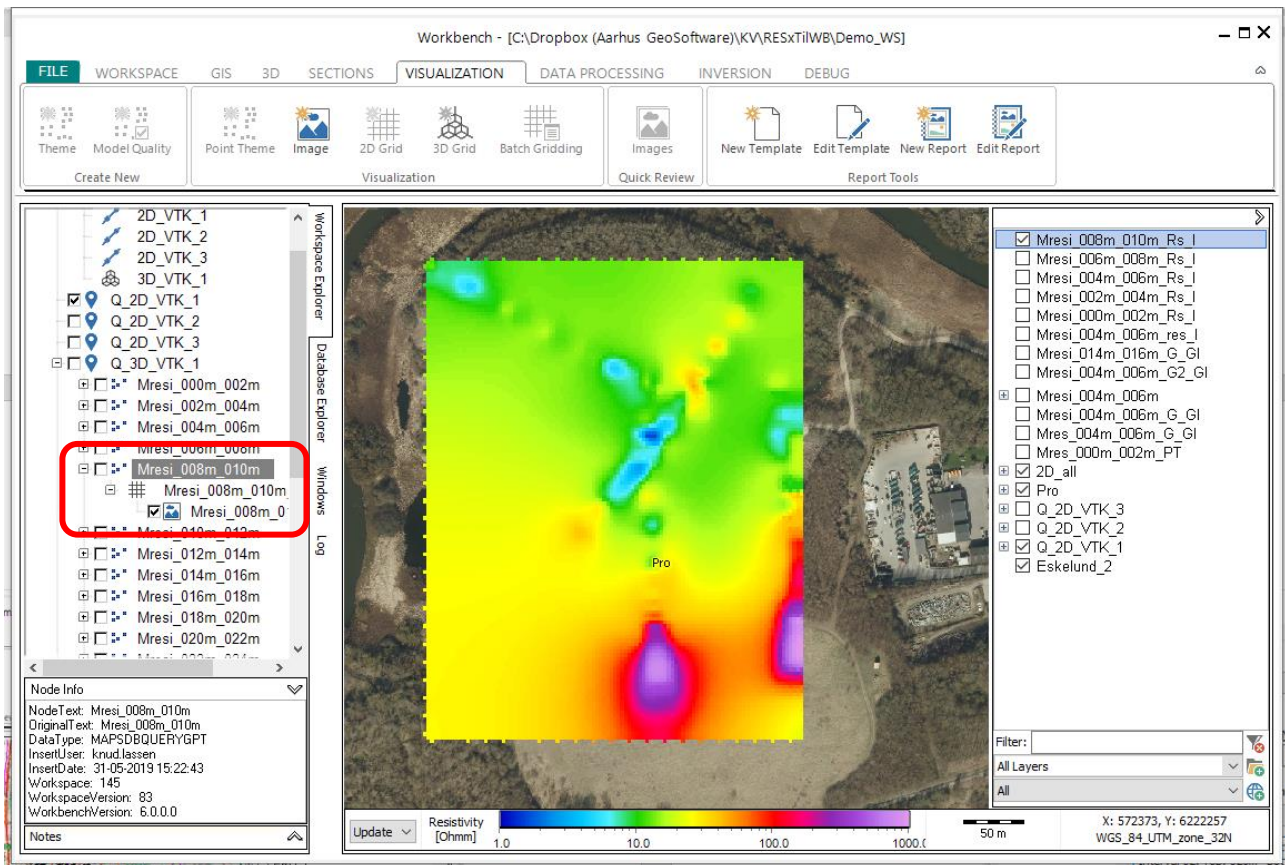 Workbench - [C:\Dropbox (Aarhus GeoSoftware)\KV\RESxTilWB\Demo_WS]
FILE WORKSPACE GIS 3D SECTIONS VISUALIZATION DATA PROCESSING INVERSION DEBUG
Theme Model Quality Point Theme Image 2D Grid 3D Grid Batch Gridding Images New Template Edit Template New Report Edit Report
Create New Visualization Quick Review Report Tools
2D_VTK_1
2D_VTK_2
2D_VTK_3
3D_VTK_1
Q_2D_VTK_1
Q_2D_VTK_2
Q_2D_VTK_3
Q_3D_VTK_1
Mresi_000m_002m
Mresi_002m_004m
Mresi_004m_006m
Mresi_006m_008m
Mresi_008m_010m
Mresi_008m_010m_
Mresi_008m_0
Mresi_010m_012m
Mresi_012m_014m
Mresi_014m_016m
Mresi_016m_018m
Mresi_018m_020m
Mresi_020m_022m
Workspace Explorer
Database Explorer
Windows
Log
Node Info
NodeText: Mresi_008m_010m
OriginalText: Mresi_008m_010m
DataType: MAPSDBQUERYGPT
InsertUser: knud.lassen
InsertDate: 31-05-2019 15:22:43
Workspace: 145
WorkspaceVersion: 83
WorkbenchVersion: 6.0.0.0
Notes
Pro
Mresi_008m_010m_Rs_I
Mresi_006m_008m_Rs_I
Mresi_004m_006m_Rs_I
Mresi_002m_004m_Rs_I
Mresi_000m_002m_Rs_I
Mresi_004m_006m_res_I
Mresi_014m_016m_G_GI
Mresi_004m_006m_G2_GI
Mresi_004m_006m
Mresi_004m_006m_G_GI
Mres_004m_006m_G_GI
Mres_000m_002m_PT
2D_all
Pro
Q_2D_VTK_3
Q_2D_VTK_2
Q_2D_VTK_1
Eskelund_2
Filter:
All Layers
All
Update
Resistivity
[Ohmm]
1.0 10.0 100.0 1000.(
50 m
X: 572373, Y: 6222257
WGS_84_UTM_zone_32N